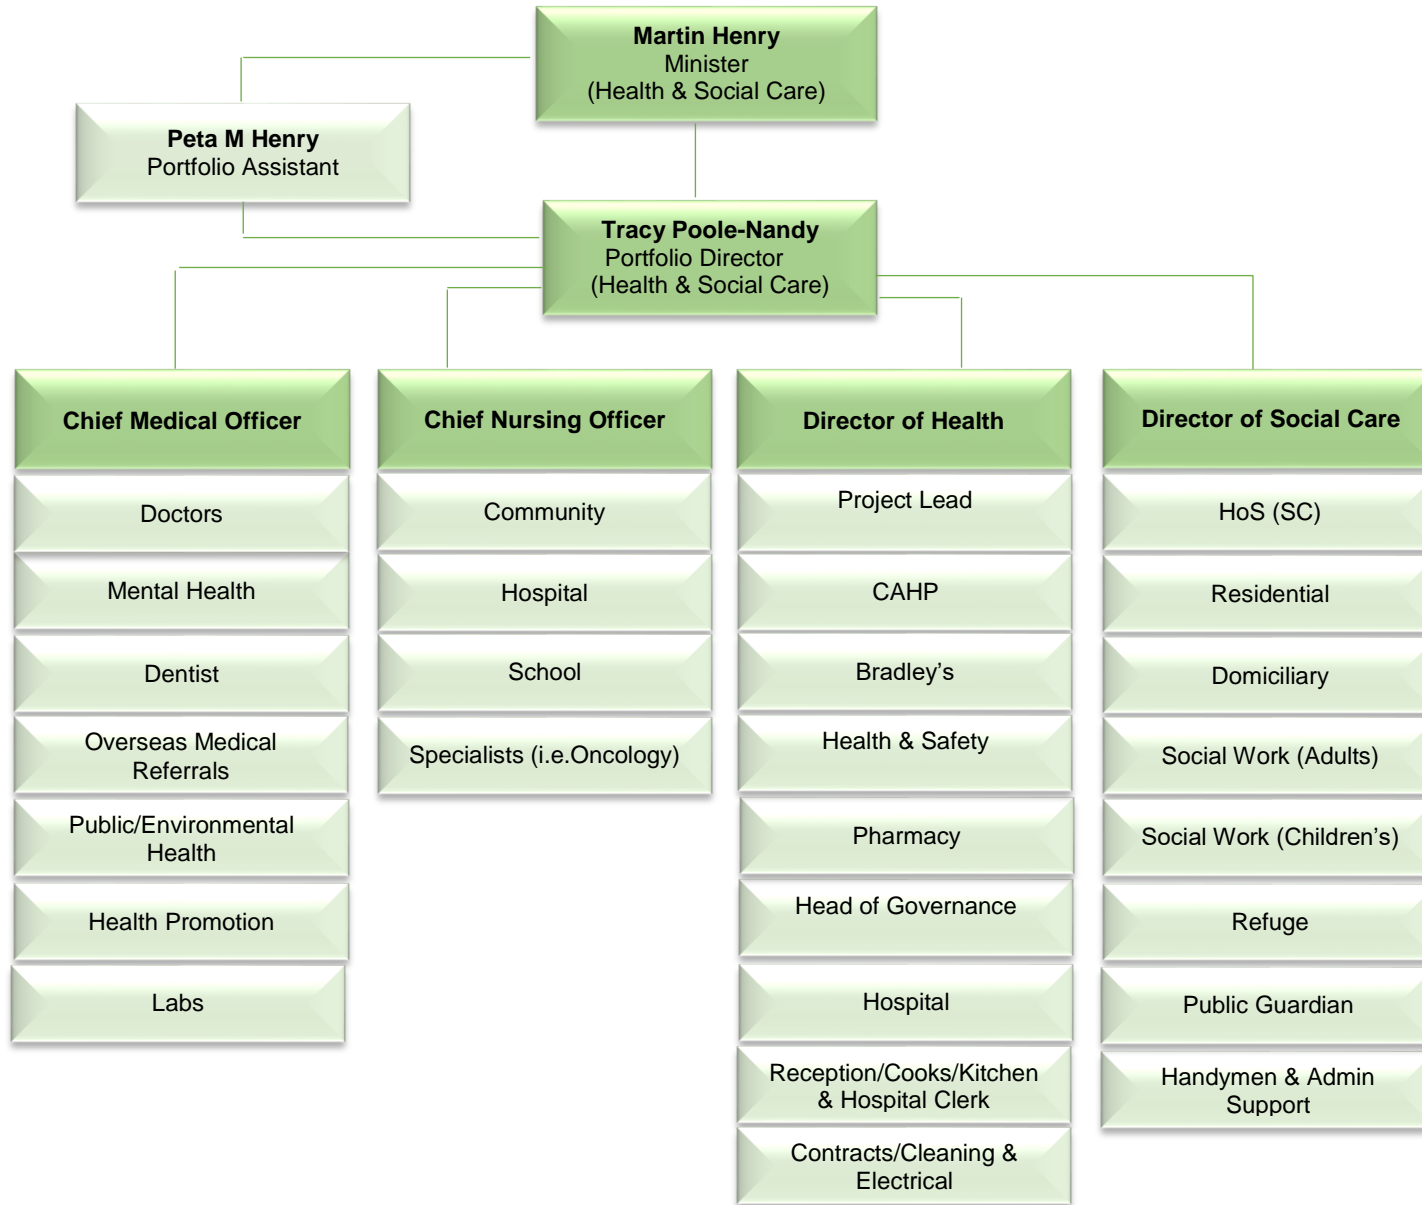 Martin Henry
Minister
(Health & Social Care)
Peta M Henry
Portfolio Assistant
Tracy Poole-Nandy
Portfolio Director
(Health & Social Care)
Chief Medical Officer
Doctors
Mental Health
Dentist
Overseas Medical
Referrals
Public/Environmental
Health
Health Promotion
Labs
Chief Nursing Officer
Community
Hospital
School
Specialists (i.e.Oncology)
Director of Health
Project Lead
CAHP
Bradley’s
Health & Safety
Pharmacy
Head of Governance
Hospital
Reception/Cooks/Kitchen
& Hospital Clerk
Contracts/Cleaning &
Electrical
Director of Social Care
HoS (SC)
Residential
Domiciliary
Social Work (Adults)
Social Work (Children’s)
Refuge
Public Guardian
Handymen & Admin
Support